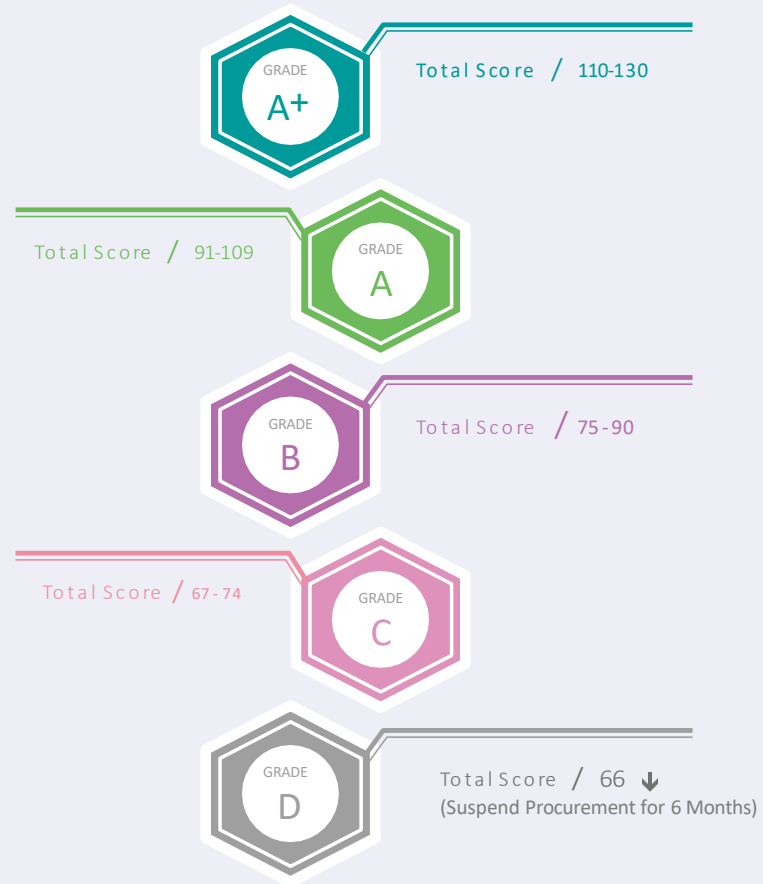 GRADE
A+
Total Score / 110-130
Total Score / 91-109
GRADE
A
GRADE
B
Total Score / 75-90
Total Score / 67-74
GRADE
C
GRADE
D
Total Score / 66 ↓
(Suspend Procurement for 6 Months)